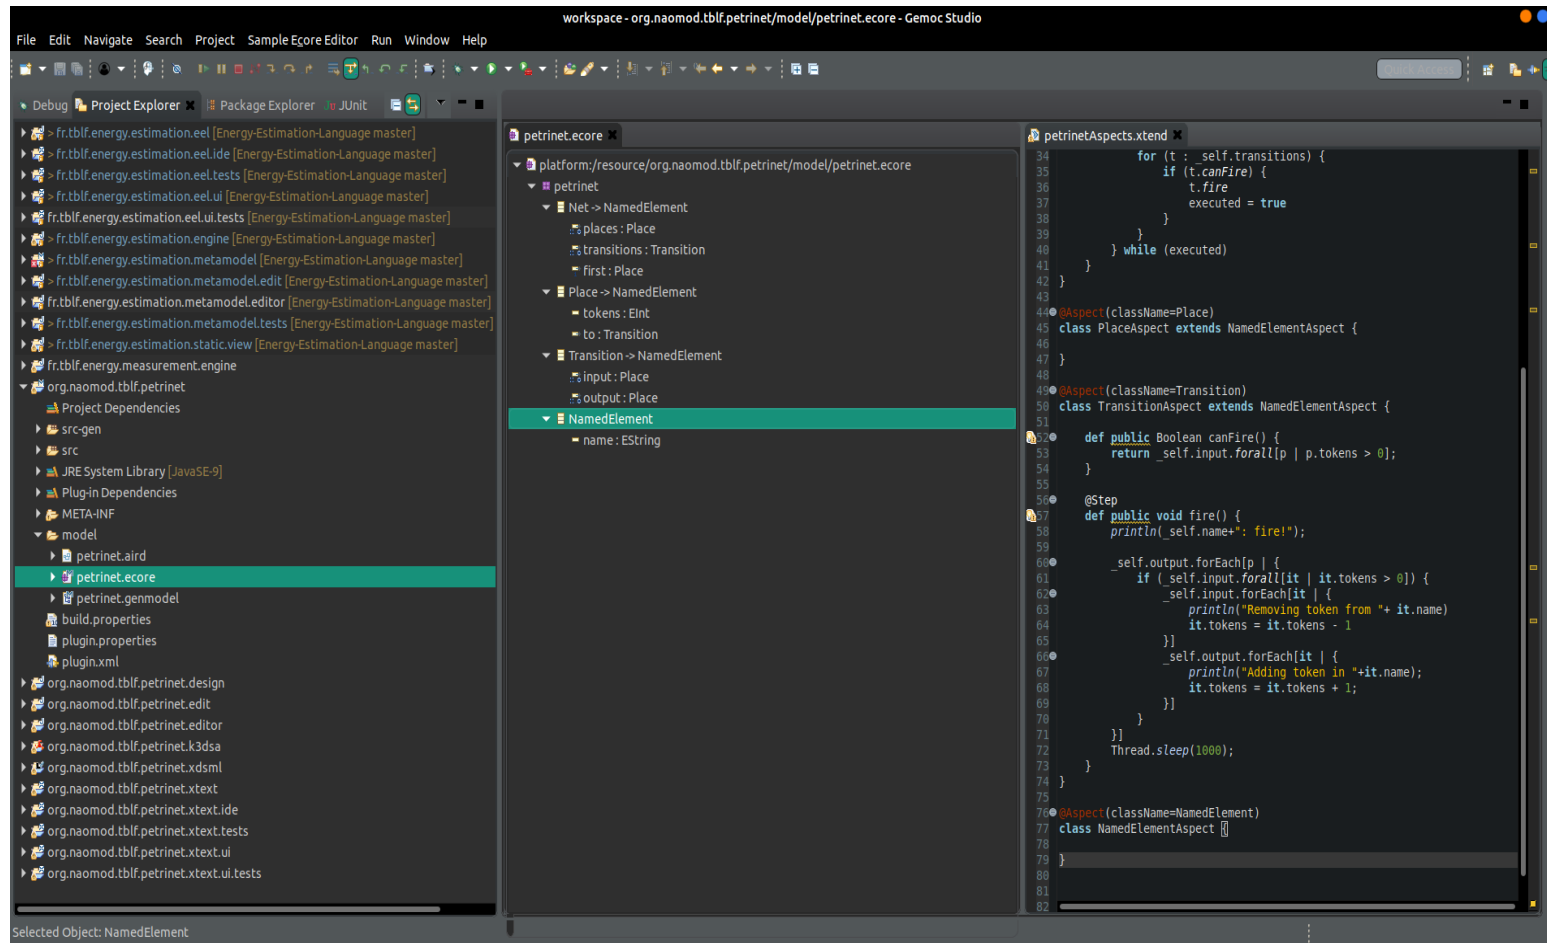 workspace - org.naomod.tblf.petrinet/model/petrinet.ecore - Gemoc Studio
File Edit Navigate Search Project Sample Ecore Editor Run Window Help
Quick Access
Debug Project Explorer Package Explorer JUnit
> fr.tblf.energy.estimation.eel [Energy-Estimation-Language master]
> fr.tblf.energy.estimation.eel.ide [Energy-Estimation-Language master]
> fr.tblf.energy.estimation.eel.tests [Energy-Estimation-Language master]
> fr.tblf.energy.estimation.eel.ui [Energy-Estimation-Language master]
fr.tblf.energy.estimation.eel.ui.tests [Energy-Estimation-Language master]
> fr.tblf.energy.estimation.engine [Energy-Estimation-Language master]
> fr.tblf.energy.estimation.metamodel [Energy-Estimation-Language master]
> fr.tblf.energy.estimation.metamodel.edit [Energy-Estimation-Language master]
fr.tblf.energy.estimation.metamodel.editor [Energy-Estimation-Language master]
> fr.tblf.energy.estimation.metamodel.tests [Energy-Estimation-Language master]
> fr.tblf.energy.estimation.static.view [Energy-Estimation-Language master]
fr.tblf.energy.measurement.engine
org.naomod.tblf.petrinet
Project Dependencies
src-gen
src
JRE System Library [JavaSE-9]
Plug-in Dependencies
META-INF
model
petrinet.aird
petrinet.ecore
petrinet.genmodel
build.properties
plugin.properties
plugin.xml
org.naomod.tblf.petrinet.design
org.naomod.tblf.petrinet.edit
org.naomod.tblf.petrinet.editor
org.naomod.tblf.petrinet.k3dsa
org.naomod.tblf.petrinet.xdsml
org.naomod.tblf.petrinet.xtext
org.naomod.tblf.petrinet.xtext.ide
org.naomod.tblf.petrinet.xtext.tests
org.naomod.tblf.petrinet.xtext.ui
org.naomod.tblf.petrinet.xtext.ui.tests
petrinet.ecore
platform:/resource/org.naomod.tblf.petrinet/model/petrinet.ecore
petrinet
Net -> NamedElement
places : Place
transitions : Transition
first : Place
Place -> NamedElement
tokens : EInt
to : Transition
Transition -> NamedElement
input : Place
output : Place
NamedElement
name : EString
petrinetAspects.xtend
34 for (t : _self.transitions) {
35 if (t.canFire) {
36 t.fire
37 executed = true
38 }
39 }
40 } while (executed)
41 }
42 }
43
44 @Aspect(className=Place)
45 class PlaceAspect extends NamedElementAspect {
46
47 }
48
49 @Aspect(className=Transition)
50 class TransitionAspect extends NamedElementAspect {
51
52 def public Boolean canFire() {
53 return _self.input.forall[p | p.tokens > 0];
54 }
55
56 @Step
57 def public void fire() {
58 println(_self.name+": fire!");
59
60 _self.output.forEach[p | {
61 if (_self.input.forall[it | it.tokens > 0]) {
62 _self.input.forEach[it | {
63 println("Removing token from "+ it.name)
64 it.tokens = it.tokens - 1
65 }]
66 _self.output.forEach[it | {
67 println("Adding token in "+it.name);
68 it.tokens = it.tokens + 1;
69 }]
70 }
71 }]
72 Thread.sleep(1000);
73 }
74 }
75
76 @Aspect(className=NamedElement)
77 class NamedElementAspect {
78
79 }
80
81
82
Selected Object: NamedElement